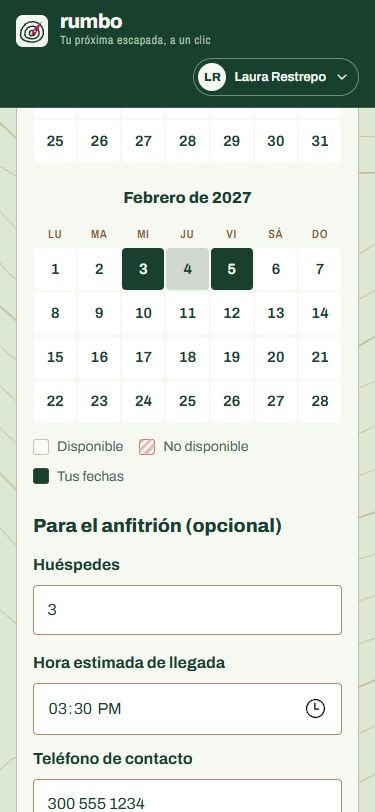 rumbo
Tu próxima escapada, a un clic
LR Laura Restrepo
25 26 27 28 29 30 31
Febrero de 2027
LU MA MI JU VI SÁ DO
1 2 3 4 5 6 7
8 9 10 11 12 13 14
15 16 17 18 19 20 21
22 23 24 25 26 27 28
Disponible No disponible
Tus fechas
Para el anfitrión (opcional)
Huéspedes
3
Hora estimada de llegada
03:30 PM
Teléfono de contacto
300 555 1234